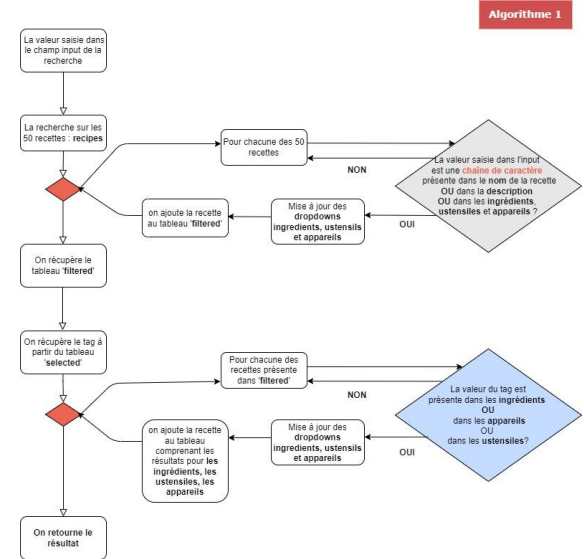 Algorithme 1
La valeur saisie dans
le champ input de la
recherche
La recherche sur les
50 recettes : recipes
Pour chacune des 50
recettes
NON
La valeur saisie dans l'input
est une chaîne de caractère
présente dans le nom de la recette
OU dans la description
OU dans les ingrédients,
ustensiles et appareils ?
OUI
Mise à jour des
dropdowns
ingredients, ustensils
et appareils
on ajoute la recette
au tableau 'filtered'
On récupère le
tableau 'filtered'
On récupère le tag à
partir du tableau
'selected'
Pour chacune des
recettes présente
dans 'filtered'
NON
La valeur du tag est
présente dans les ingrédients
OU
dans les appareils
OU
dans les ustensiles?
OUI
Mise à jour des
dropdowns
ingredients, ustensils
et appareils
on ajoute la recette
au tableau
comprenant les
résultats pour les
ingrédients, les
ustensiles, les
appareils
On retourne le
résultat